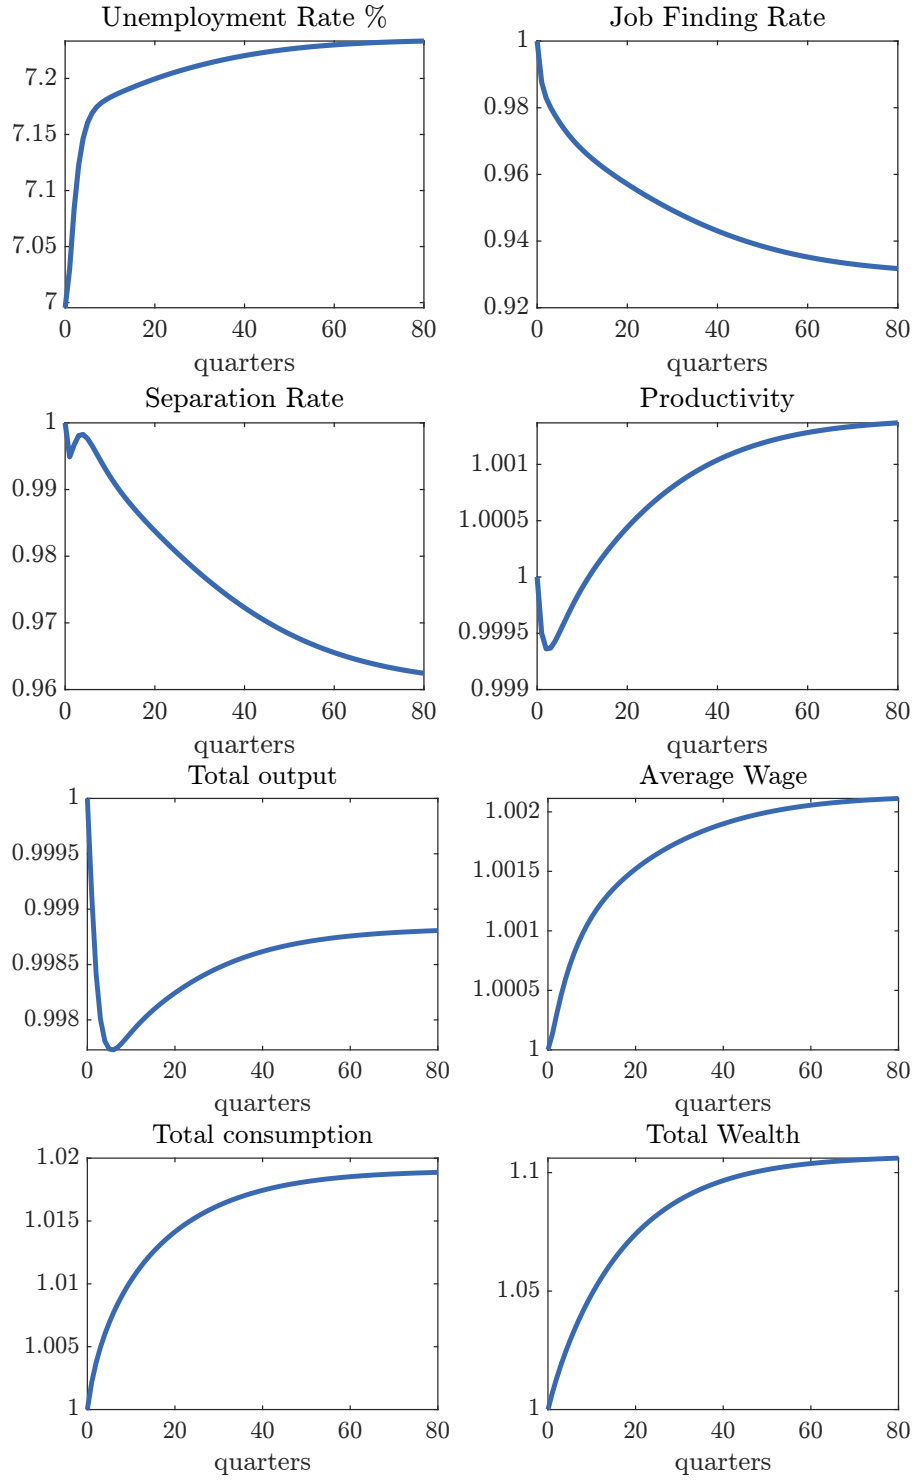 Unemployment Rate %
7.2
7.15
7.1
7.05
7
0 20 40 60 80
quarters
Job Finding Rate
1
0.98
0.96
0.94
0.92
0 20 40 60 80
quarters
Separation Rate
1
0.99
0.98
0.97
0.96
0 20 40 60 80
quarters
Productivity
1.001
1.0005
1
0.9995
0.999
0 20 40 60 80
quarters
Total output
1
0.9995
0.999
0.9985
0.998
0 20 40 60 80
quarters
Average Wage
1.002
1.0015
1.001
1.0005
1
0 20 40 60 80
quarters
Total consumption
1.02
1.015
1.01
1.005
1
0 20 40 60 80
quarters
Total Wealth
1.1
1.05
1
0 20 40 60 80
quarters